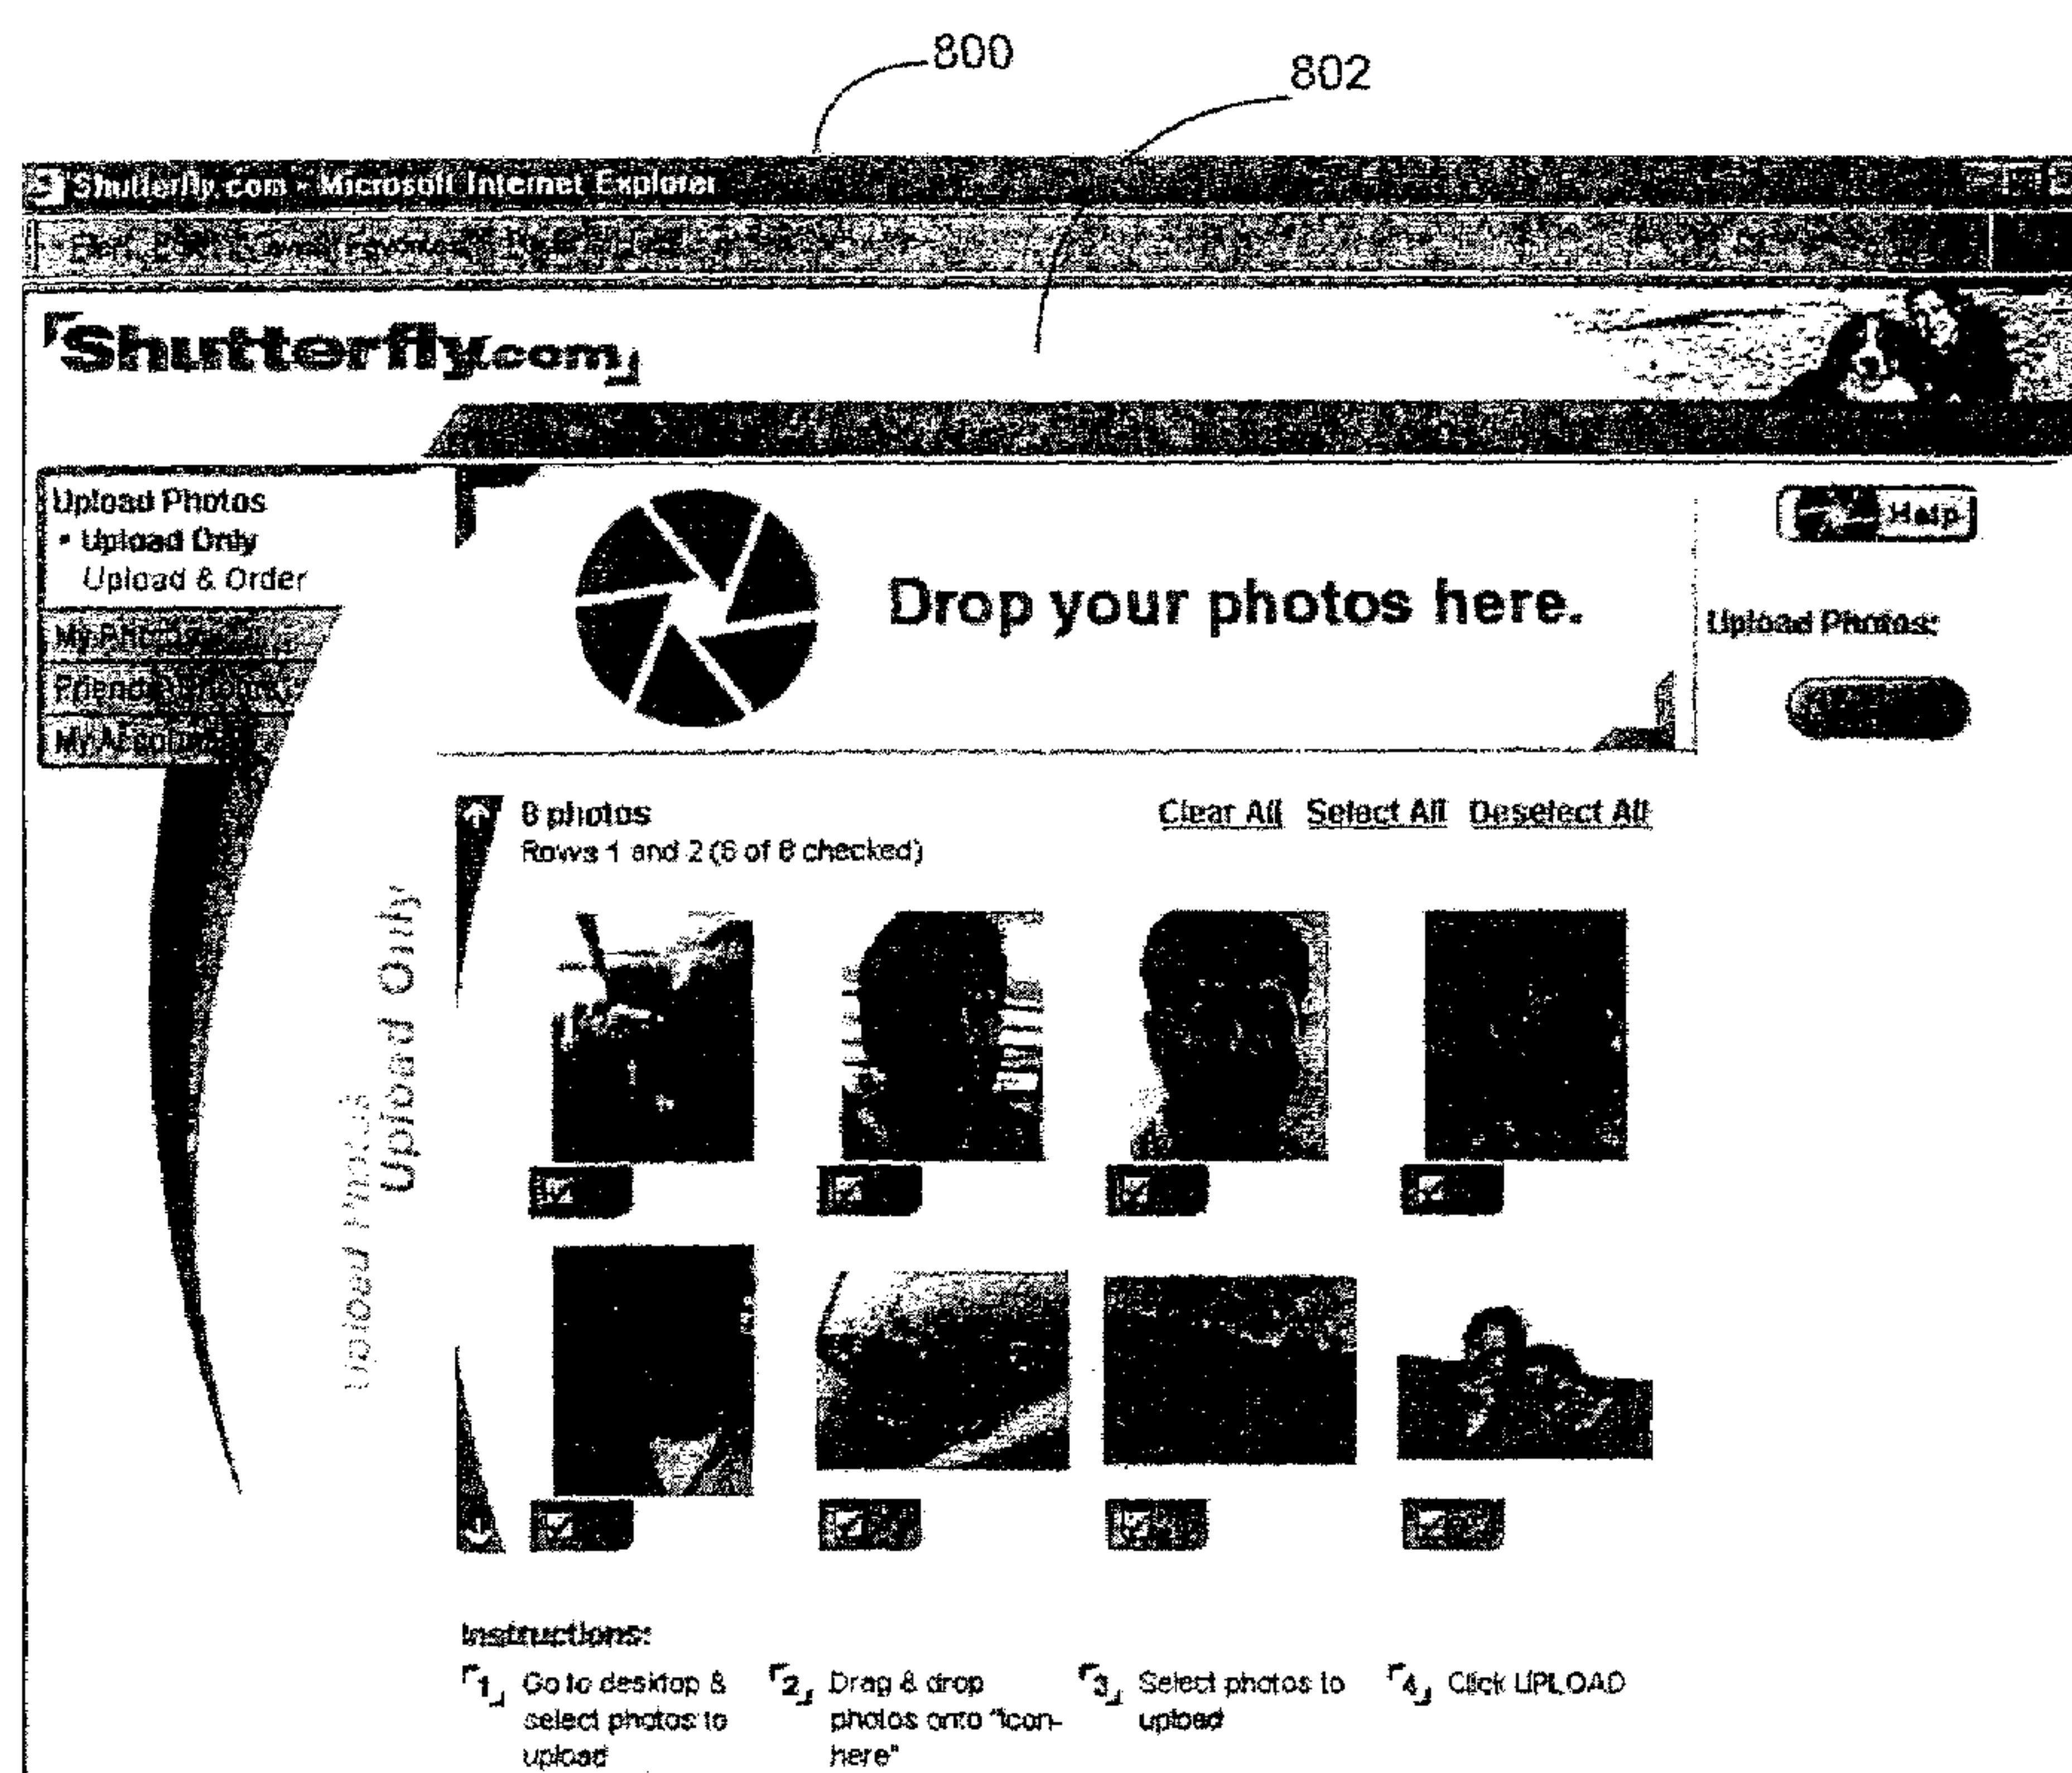 800
802
Shutterfly.com - Microsoft Internet Explorer
Shutterfly.com
Upload Photos
• Upload Only
Upload & Order
My
Friends'
My
Drop your photos here.
Help
Upload Photos:
8 photos
Rows 1 and 2 (8 of 8 checked)
Clear All Select All Deselect All
Upload Only
Upload Photos
Instructions:
1 Go to desktop &
select photos to
upload
2 Drag & drop
photos onto "icon-
here"
3 Select photos to
upload
4 Click UPLOAD